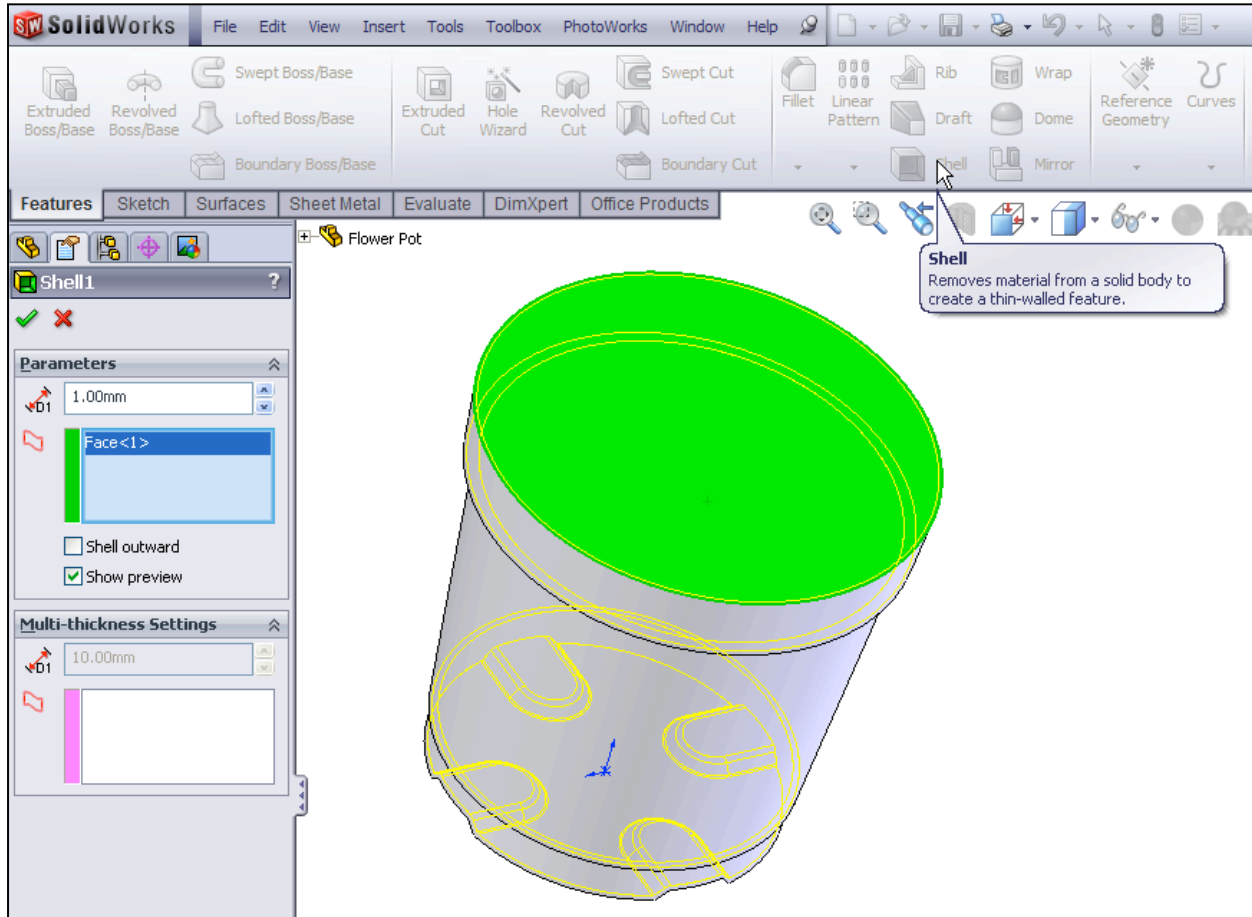 SolidWorks File Edit View Insert Tools Toolbox PhotoWorks Window Help
Extruded Boss/Base
Revolved Boss/Base
Swept Boss/Base
Lofted Boss/Base
Boundary Boss/Base
Extruded Cut
Hole Wizard
Revolved Cut
Swept Cut
Lofted Cut
Boundary Cut
Fillet
Linear Pattern
Rib
Draft
Shell
Wrap
Dome
Mirror
Reference Geometry
Curves
Features Sketch Surfaces Sheet Metal Evaluate DimXpert Office Products
Flower Pot
Shell
Removes material from a solid body to
create a thin-walled feature.
Shell1 ?
Parameters
D1 1.00mm
Face<1>
Shell outward
Show preview
Multi-thickness Settings
D1 10.00mm